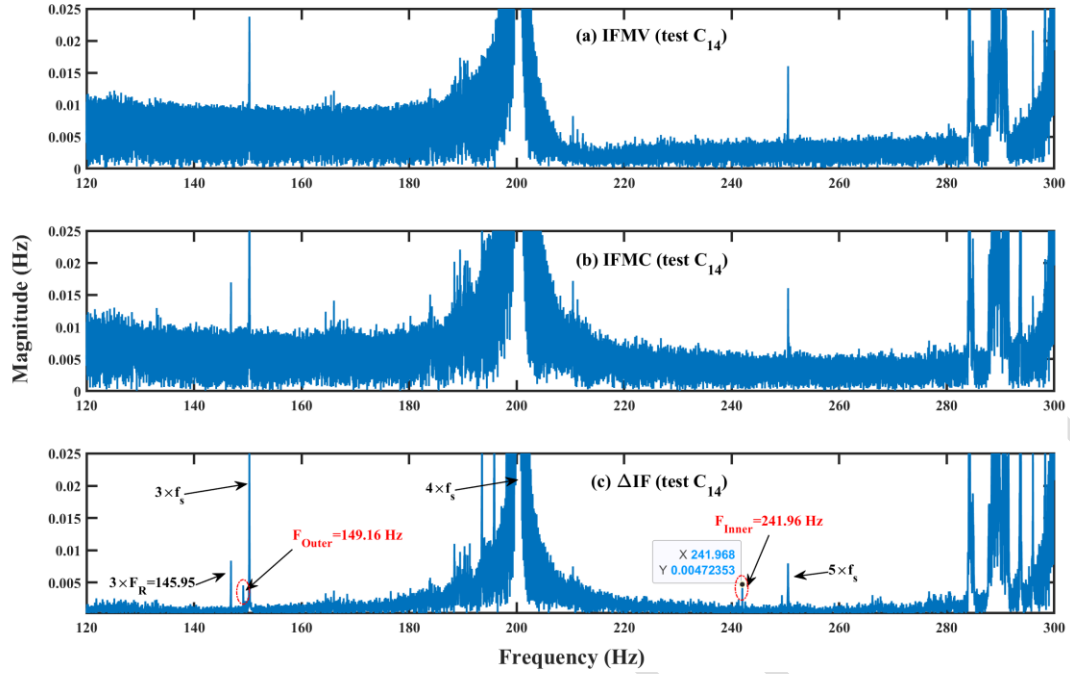 0.025
0.02
0.015
0.01
0.005
0
(a) IFMV (test C14)
120 140 160 180 200 220 240 260 280 300
0.025
0.02
0.015
0.01
0.005
0
(b) IFMC (test C14)
120 140 160 180 200 220 240 260 280 300
Magnitude (Hz)
0.025
0.02
0.015
0.01
0.005
(c) ΔIF (test C14)
3×fs
4×fs
FOuter=149.16 Hz
FInner=241.96 Hz
X 241.968
Y 0.00472353
3×FR=145.95
5×fs
120 140 160 180 200 220 240 260 280 300
Frequency (Hz)